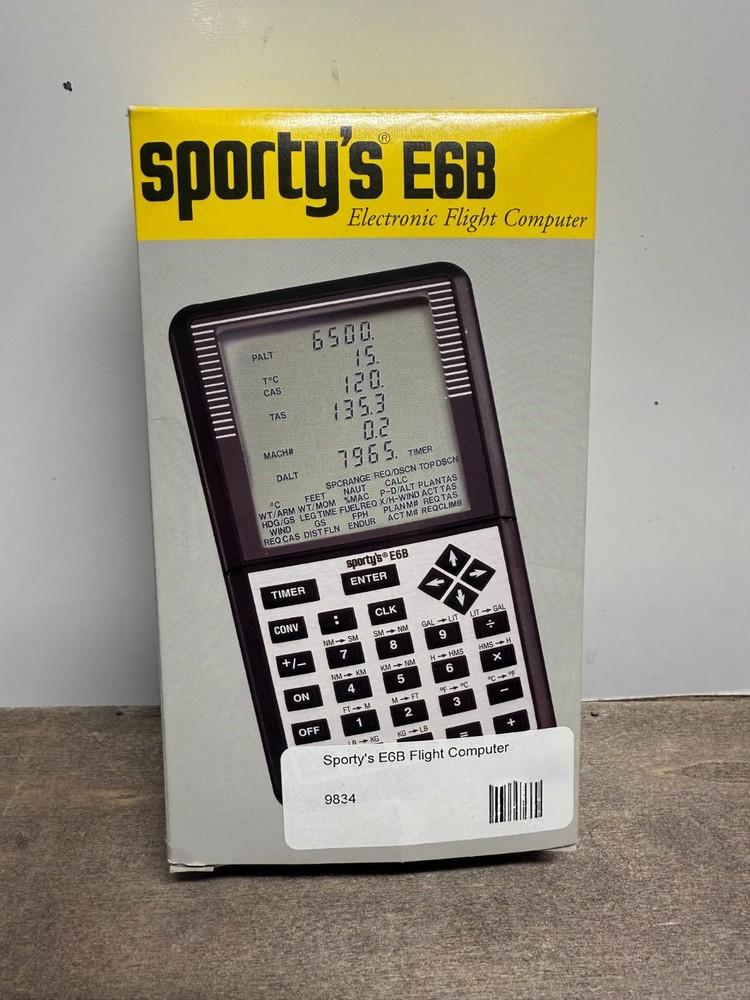 sporty's® E6B
Electronic Flight Computer
PALT 6500.
T°C 15.
CAS 120.
TAS 135.3
MACH# 0.2
DALT 7965. TIMER
SPCRANGE REQ/DSCN TOPDSCN
°C FEET NAUT CALC
WT/ARM WT/MOM %MAC P-D/ALT PLANTAS
HDG/GS LEGTIME FUELREQ X/H-WIND ACTTAS
WIND GS FPH PLANM# REQTAS
REQCAS DISTFLN ENDUR ACTM# REQCLIMB
sporty's® E6B
TIMER ENTER
CONV : CLK
GAL→LIT LIT→GAL
NM→SM SM→NM
+/– 7 8 9 ÷
NM→KM KM→NM H→HMS HMS→H
ON 4 5 6 ×
FT→M M→FT °F→°C °C→°F
OFF 1 2 3 –
LB→KG KG→LB
= +
Sporty's E6B Flight Computer
9834